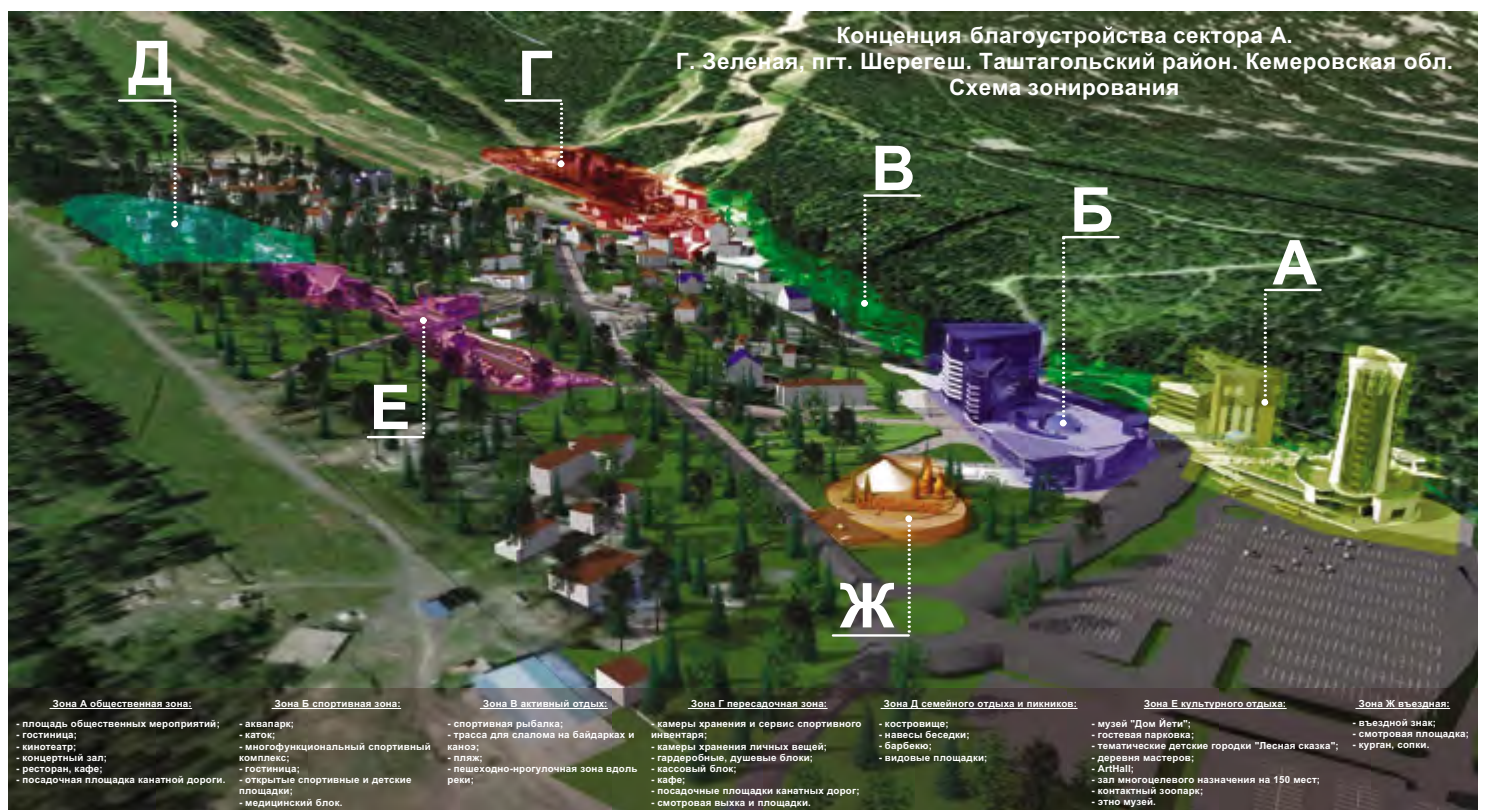 Конценция благоустройства сектора А.
Г. Зеленая, пгт. Шерегеш. Таштагольский район. Кемеровская обл.
Схема зонирования
Д
Г
В
Б
А
Е
Ж
Зона А общественная зона:
- площадь общественных мероприятий;
- гостиница;
- кинотеатр;
- концертный зал;
- ресторан, кафе;
- посадочная площадка канатной дороги.
Зона Б спортивная зона:
- аквапарк;
- каток;
- многофункциональный спортивный
комплекс;
- гостиница;
- открытые спортивные и детские
площадки;
- медицинский блок.
Зона В активный отдых:
- спортивная рыбалка;
- трасса для слалома на байдарках и
каноэ;
- пляж;
- пешеходно-нрогулочная зона вдоль
реки;
Зона Г пересадочная зона:
- камеры хранения и сервис спортивного
инвентаря;
- камеры хранения личных вещей;
- гардеробные, душевые блоки;
- кассовый блок;
- кафе;
- посадочные площадки канатных дорог;
- смотровая выхка и площадки.
Зона Д семейного отдыха и пикников:
- костровище;
- навесы беседки;
- барбекю;
- видовые площадки;
Зона Е культурного отдыха:
- музей "Дом Йети";
- гостевая парковка;
- тематические детские городки "Лесная сказка";
- деревня мастеров;
- ArtHall;
- зал многоцелевого назначения на 150 мест;
- контактный зоопарк;
- этно музей.
Зона Ж въездная:
- въездной знак;
- смотровая площадка;
- курган, сопки.